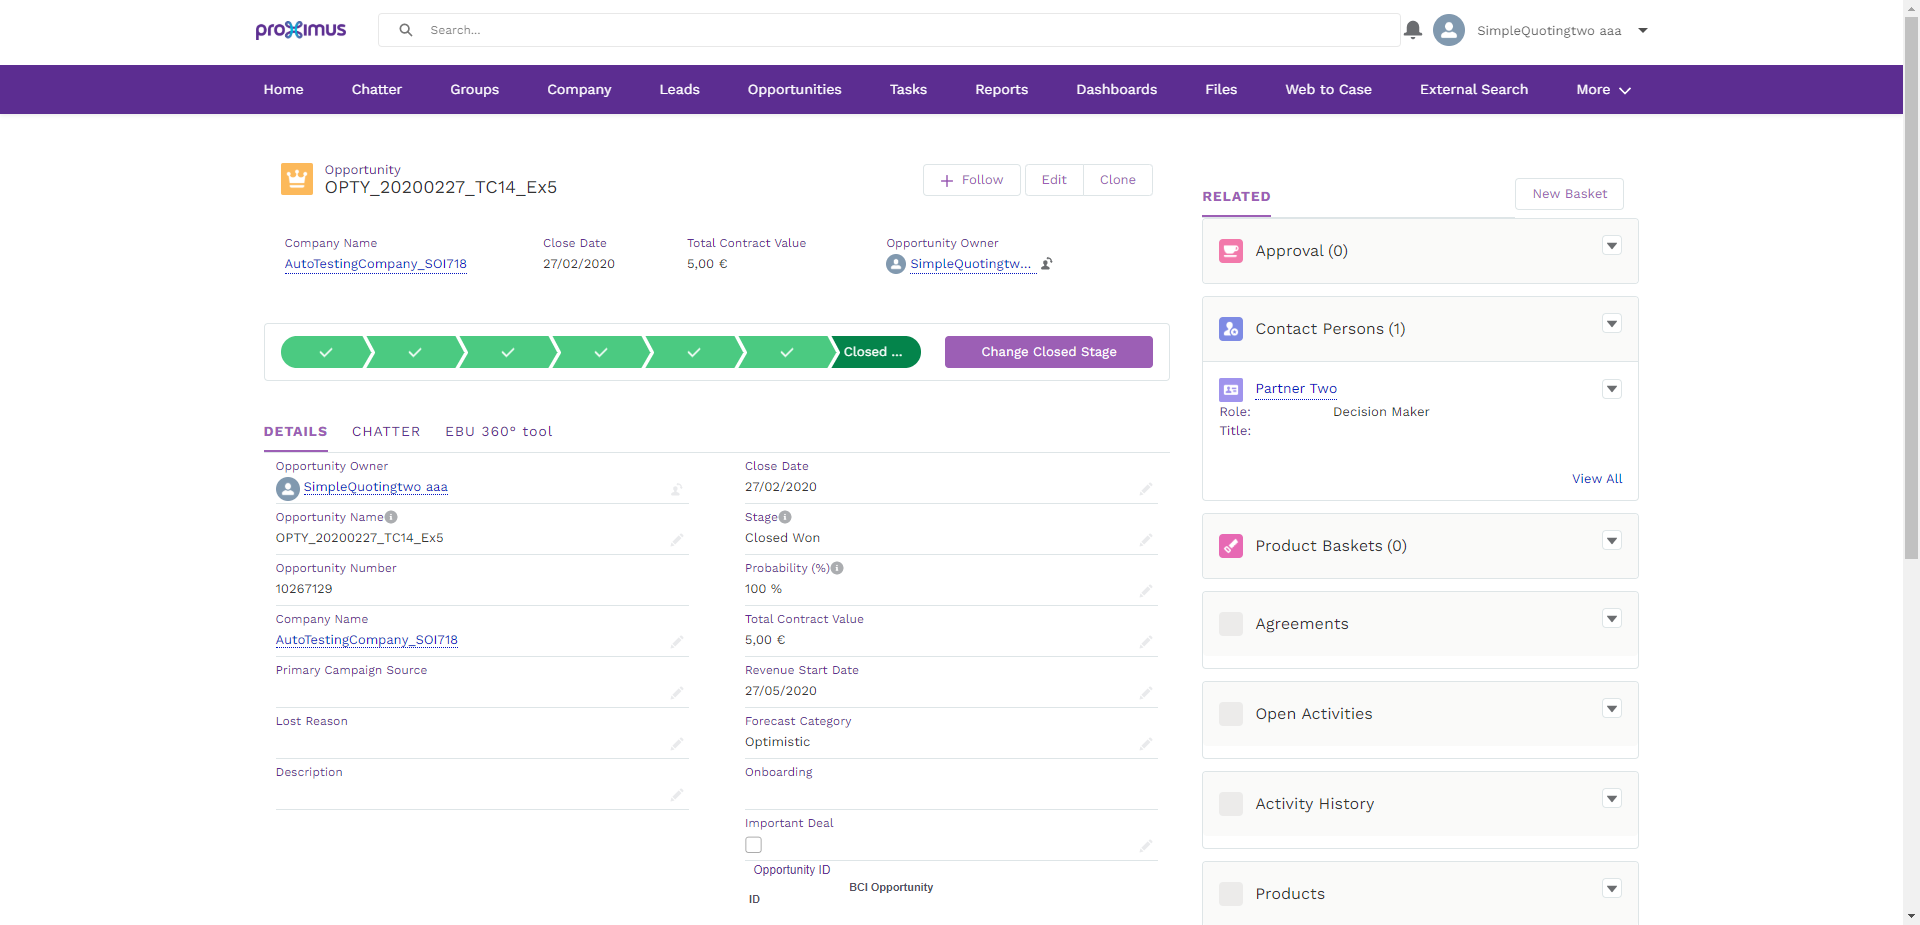 proximus
Search...
SimpleQuotingtwo aaa
Home Chatter Groups Company Leads Opportunities Tasks Reports Dashboards Files Web to Case External Search More
Opportunity
OPTY_20200227_TC14_Ex5
Follow Edit Clone
Company Name Close Date Total Contract Value Opportunity Owner
AutoTestingCompany_SOI718 27/02/2020 5,00 € SimpleQuotingtw...
Closed ... Change Closed Stage
DETAILS CHATTER EBU 360° tool
Opportunity Owner
SimpleQuotingtwo aaa
Opportunity Name
OPTY_20200227_TC14_Ex5
Opportunity Number
10267129
Company Name
AutoTestingCompany_SOI718
Primary Campaign Source
Lost Reason
Description
Close Date
27/02/2020
Stage
Closed Won
Probability (%)
100 %
Total Contract Value
5,00 €
Revenue Start Date
27/05/2020
Forecast Category
Optimistic
Onboarding
Important Deal
Opportunity ID
BCI Opportunity
ID
RELATED New Basket
Approval (0)
Contact Persons (1)
Partner Two
Role: Decision Maker
Title:
View All
Product Baskets (0)
Agreements
Open Activities
Activity History
Products